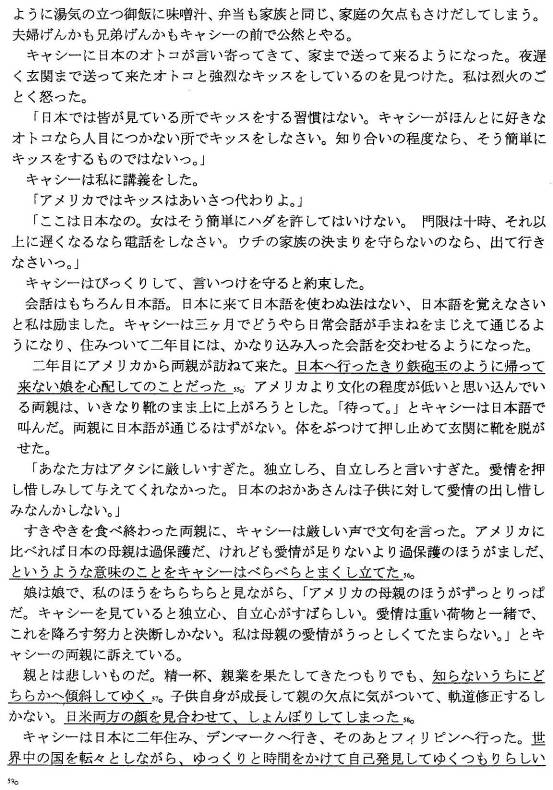 ように湯気の立つ御飯に味噌汁、弁当も家族と同じ、家庭の欠点もさけだしてしまう。
夫婦げんかも兄弟げんかもキャシーの前で公然とやる。
キャシーに日本のオトコが言い寄ってきて、家まで送って来るようになった。夜遅
く玄関まで送って来たオトコと強烈なキッスをしているのを見つけた。私は烈火のご
とく怒った。
「日本では皆が見ている所でキッスをする習慣はない。キャシーがほんとに好きな
オトコなら人目につかない所でキッスをしなさい。知り合いの程度なら、そう簡単に
キッスをするものではないっ。」
キャシーは私に講義をした。
「アメリカではキッスはあいさつ代わりよ。」
「ここは日本なの。女はそう簡単にハダを許してはいけない。 門限は十時、それ以
上に遅くなるなら電話をしなさい。ウチの家族の決まりを守らないのなら、出て行き
なさいっ。」
キャシーはびっくりして、言いつけを守ると約束した。
会話はもちろん日本語。日本に来て日本語を使わぬ法はない、日本語を覚えなさい
と私は励ました。キャシーは三ヶ月でどうやら日常会話が手まねをまじえて通じるよ
うになり、住みついて二年目には、かなり込み入った会話を交わせるようになった。
二年目にアメリカから両親が訪ねて来た。日本へ行ったきり鉄砲玉のように帰って
来ない娘を心配してのことだった 55。アメリカより文化の程度が低いと思い込んでい
る両親は、いきなり靴のまま上に上がろうとした。「待って。」とキャシーは日本語で
叫んだ。両親に日本語が通じるはずがない。体をぶつけて押し止めて玄関に靴を脱が
せた。
「あなた方はアタシに厳しいすぎた。独立しろ、自立しろと言いすぎた。愛情を押
し惜しみして与えてくれなかった。日本のおかあさんは子供に対して愛情の出し惜し
みなんかしない。」
すきやきを食べ終わった両親に、キャシーは厳しい声で文句を言った。アメリカに
比べれば日本の母親は過保護だ、けれども愛情が足りないより過保護のほうがましだ、
というような意味のことをキャシーはべらべらとまくし立てた 56。
娘は娘で、私のほうをちらちらと見ながら、「アメリカの母親のほうがずっとりっぱ
だ。キャシーを見ていると独立心、自立心がすばらしい。愛情は重い荷物と一緒で、
これを降ろす努力と決断しかない。私は母親の愛情がうっとしくてたまらない。」とキ
ャシーの両親に訴えている。
親とは悲しいものだ。精一杯、親業を果たしてきたつもりでも、知らないうちにど
ちらかへ傾斜してゆく 57。子供自身が成長して親の欠点に気がついて、軌道修正するし
かない。日米両方の顔を見合わせて、しょんぼりしてしまった 58。
キャシーは日本に二年住み、デンマークへ行き、そのあとフィリピンへ行った。世
界中の国を転々としながら、ゆっくりと時間をかけて自己発見してゆくつもりらしい
59。